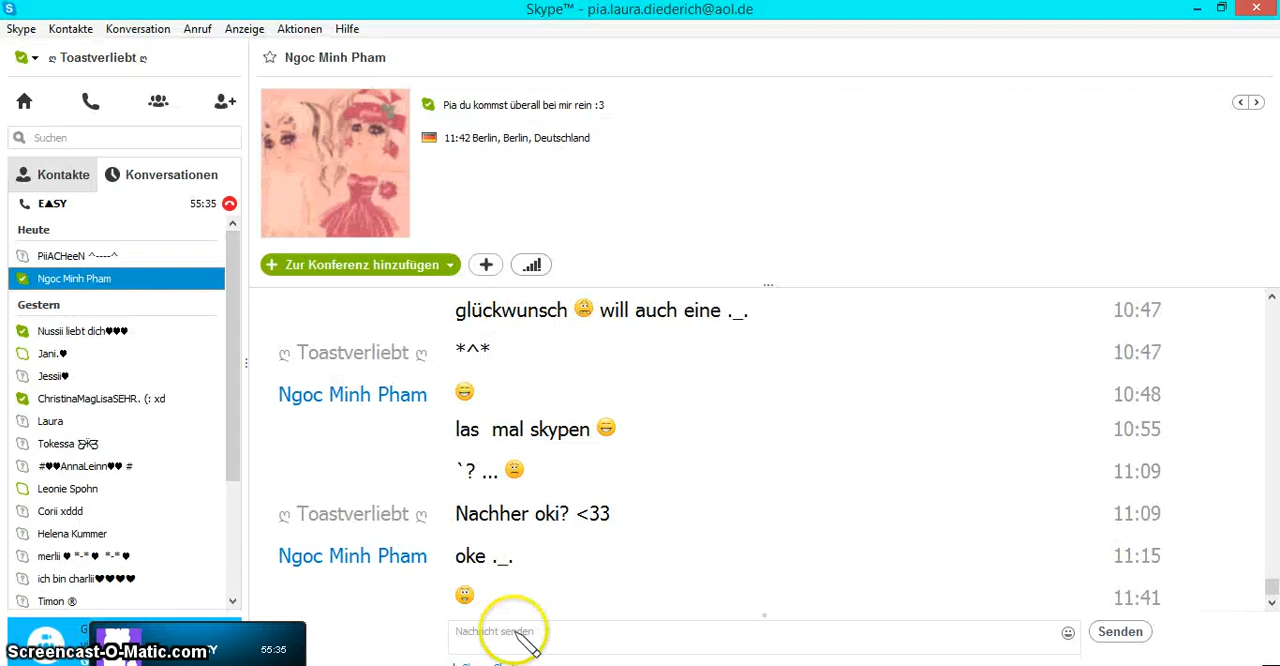 Skype™ - pia.laura.diederich@aol.de
Skype Kontakte Konversation Anruf Anzeige Aktionen Hilfe
ღ Toastverliebt ღ
Suchen
Kontakte Konversationen
E▲SY 55:35
Heute
PiiACHeeN ^----^
Ngoc Minh Pham
Gestern
Nussii liebt dich♥♥♥
Jani.♥
Jessii♥
ChristinaMagLisaSEHR. (: xd
Laura
Tokessa
#♥♥AnnaLeinn♥♥ #
Leonie Spohn
Corii xddd
Helena Kummer
merlii ♥ *-* ♥ *-* ♥
ich bin charlii♥♥♥♥
Timon ®
Ngoc Minh Pham
Pia du kommst überall bei mir rein :3
11:42 Berlin, Berlin, Deutschland
Zur Konferenz hinzufügen
glückwunsch will auch eine ._. 10:47
ღ Toastverliebt ღ *^* 10:47
Ngoc Minh Pham 10:48
las mal skypen 10:55
`? ... 11:09
ღ Toastverliebt ღ Nachher oki? <33 11:09
Ngoc Minh Pham oke ._. 11:15
11:41
Nachricht senden
Senden
55:35
Screencast-O-Matic.com